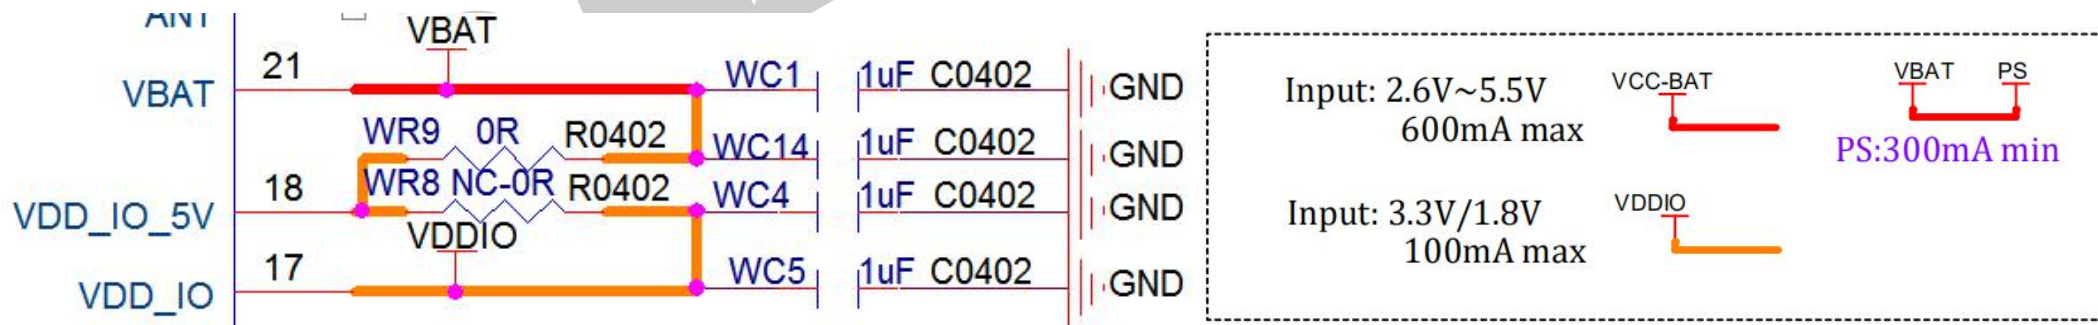 ANT
VBAT
21
VBAT
WC1
1uF C0402
GND
WR9 0R R0402
WC14
1uF C0402
GND
18
VDD_IO_5V
WR8 NC-0R R0402
WC4
1uF C0402
GND
VDDIO
17
VDD_IO
WC5
1uF C0402
GND
Input: 2.6V~5.5V
600mA max
VCC-BAT
VBAT PS
PS:300mA min
Input: 3.3V/1.8V
100mA max
VDDIO